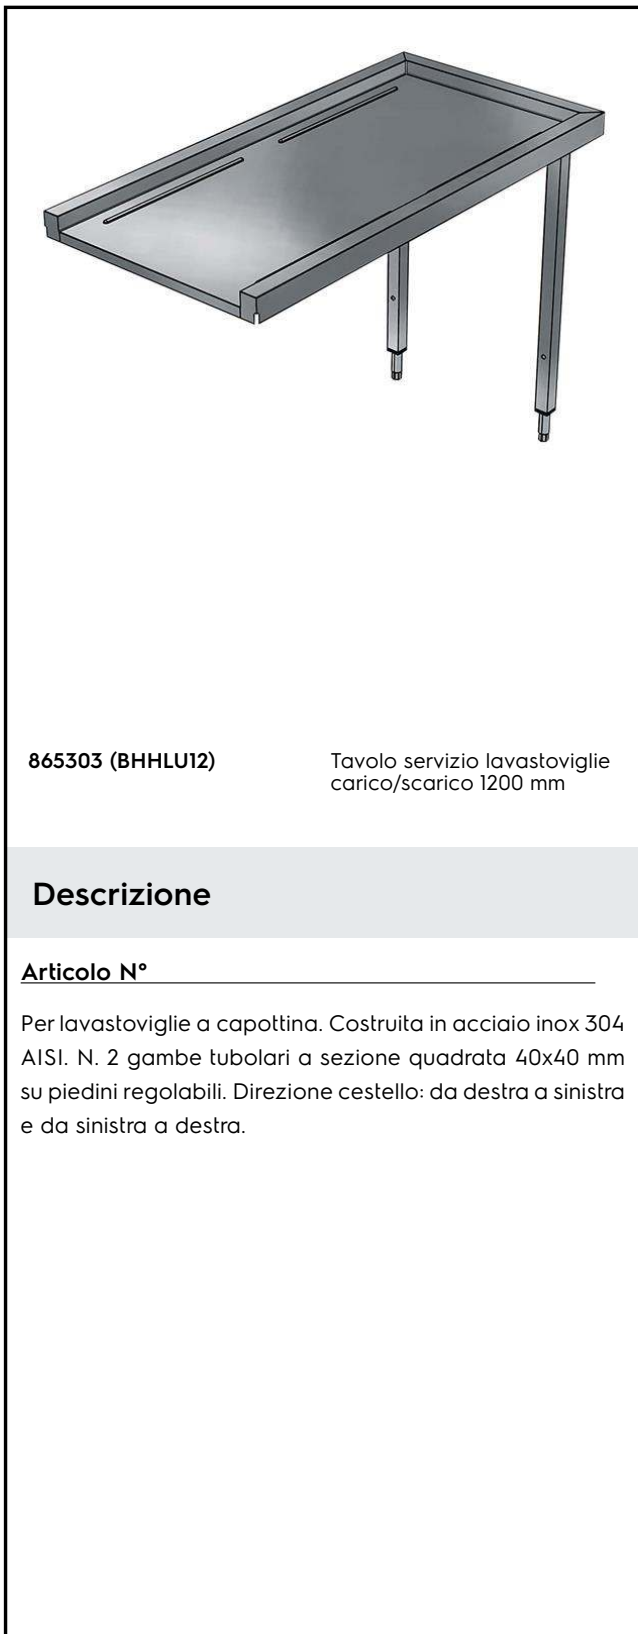 865303 (BHHLU12)
Tavolo servizio lavastoviglie
carico/scarico 1200 mm
Descrizione
Articolo N°
Per lavastoviglie a capottina. Costruita in acciaio inox 304
AISI. N. 2 gambe tubolari a sezione quadrata 40x40 mm
su piedini regolabili. Direzione cestello: da destra a sinistra
e da sinistra a destra.